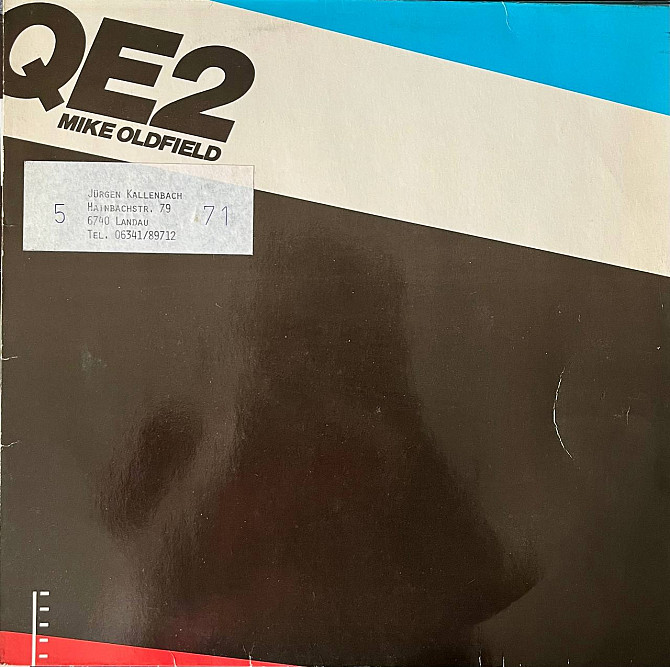 QE2
MIKE OLDFIELD
5
JÜRGEN KALLENBACH
HAINBACHSTR. 79
6740 LANDAU
TEL. 06341/89712
71